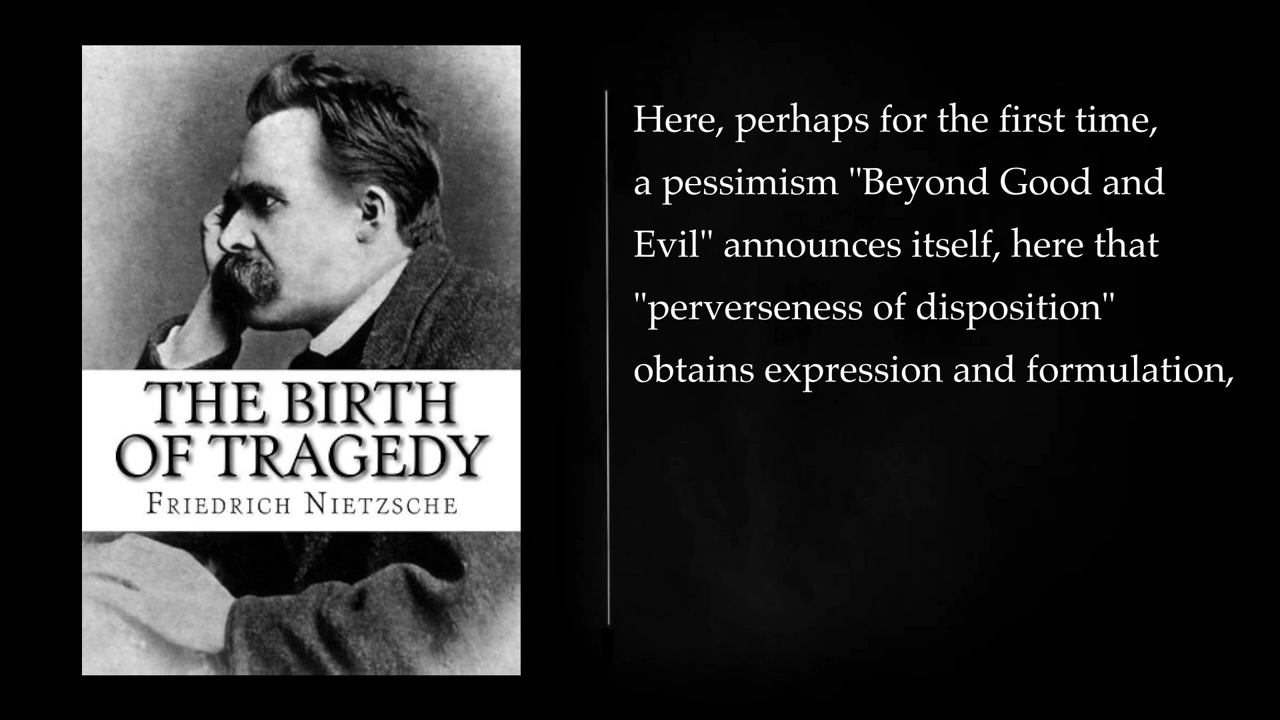 THE BIRTH
OF TRAGEDY
FRIEDRICH NIETZSCHE
Here, perhaps for the first time,
a pessimism "Beyond Good and
Evil" announces itself, here that
"perverseness of disposition"
obtains expression and formulation,